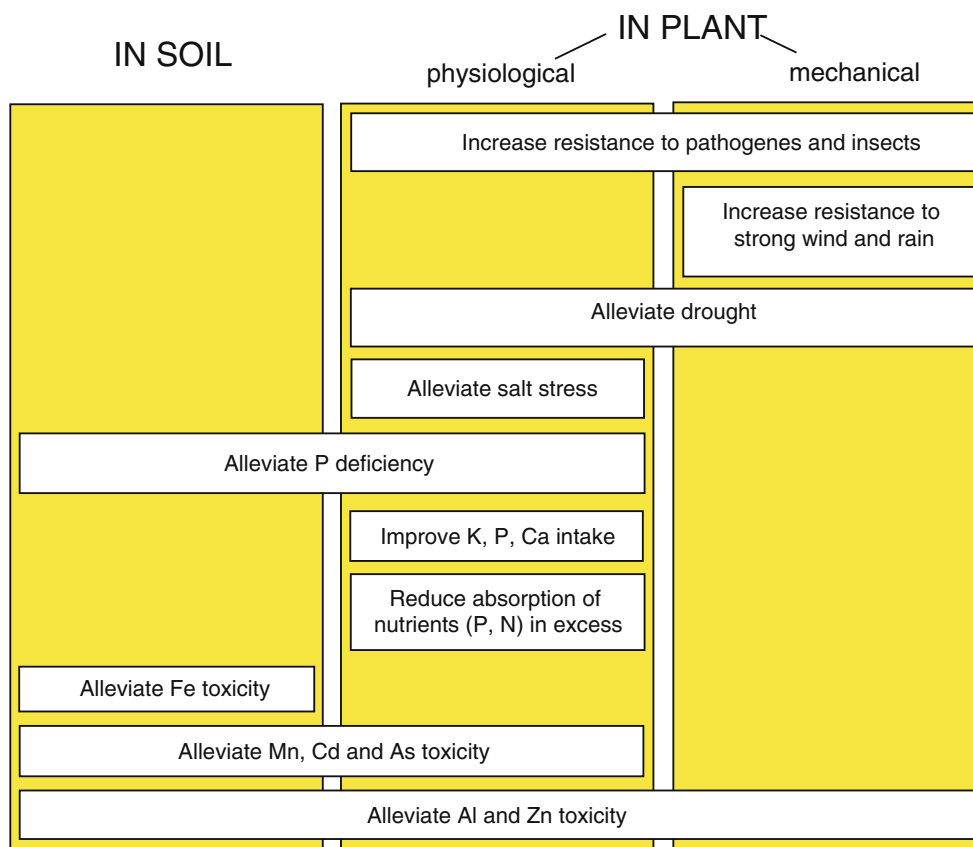 IN SOIL
IN PLANT
physiological
mechanical
Increase resistance to pathogenes and insects
Increase resistance to
strong wind and rain
Alleviate drought
Alleviate salt stress
Alleviate P deficiency
Improve K, P, Ca intake
Reduce absorption of
nutrients (P, N) in excess
Alleviate Fe toxicity
Alleviate Mn, Cd and As toxicity
Alleviate Al and Zn toxicity